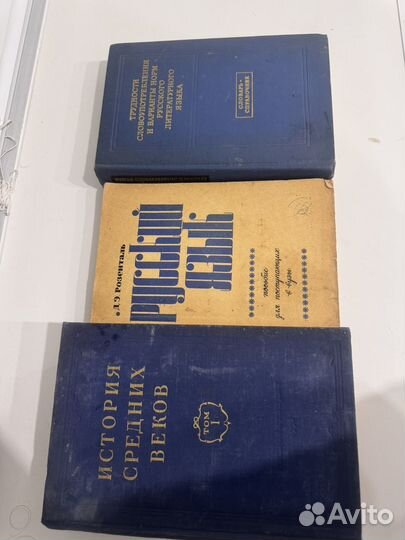 ТРУДНОСТИ
СЛОВОУПОТРЕБЛЕНИЯ
И ВАРИАНТЫ НОРМ
РУССКОГО
ЛИТЕРАТУРНОГО
ЯЗЫКА
СЛОВАРЬ-
СПРАВОЧНИК
Д.Э. РОЗЕНТАЛЬ
РУССКИЙ
ЯЗЫК
пособие
для поступающих
в вузы
ИСТОРИЯ
СРЕДНИХ
ВЕКОВ
ТОМ
I
Avito